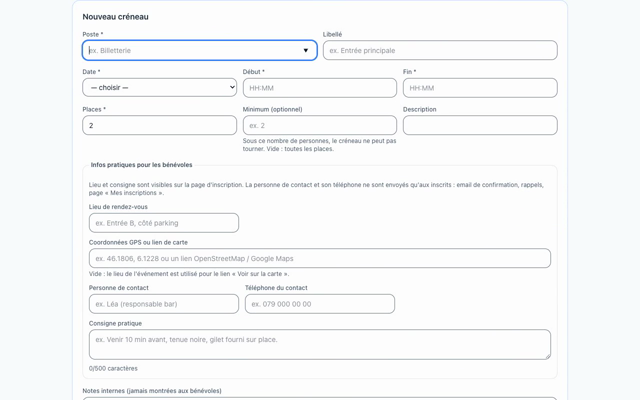 Nouveau créneau
Poste * Libellé
ex. Billetterie ex. Entrée principale
Date * Début * Fin *
— choisir — HH:MM HH:MM
Places * Minimum (optionnel) Description
2 ex. 2
Sous ce nombre de personnes, le créneau ne peut pas
tourner. Vide : toutes les places.
Infos pratiques pour les bénévoles
Lieu et consigne sont visibles sur la page d'inscription. La personne de contact et son téléphone ne sont envoyés qu'aux inscrits : email de confirmation, rappels,
page « Mes inscriptions ».
Lieu de rendez-vous
ex. Entrée B, côté parking
Coordonnées GPS ou lien de carte
ex. 46.1806, 6.1228 ou un lien OpenStreetMap / Google Maps
Vide : le lieu de l'événement est utilisé pour le lien « Voir sur la carte ».
Personne de contact Téléphone du contact
ex. Léa (responsable bar) ex. 079 000 00 00
Consigne pratique
ex. Venir 10 min avant, tenue noire, gilet fourni sur place.
0/500 caractères
Notes internes (jamais montrées aux bénévoles)